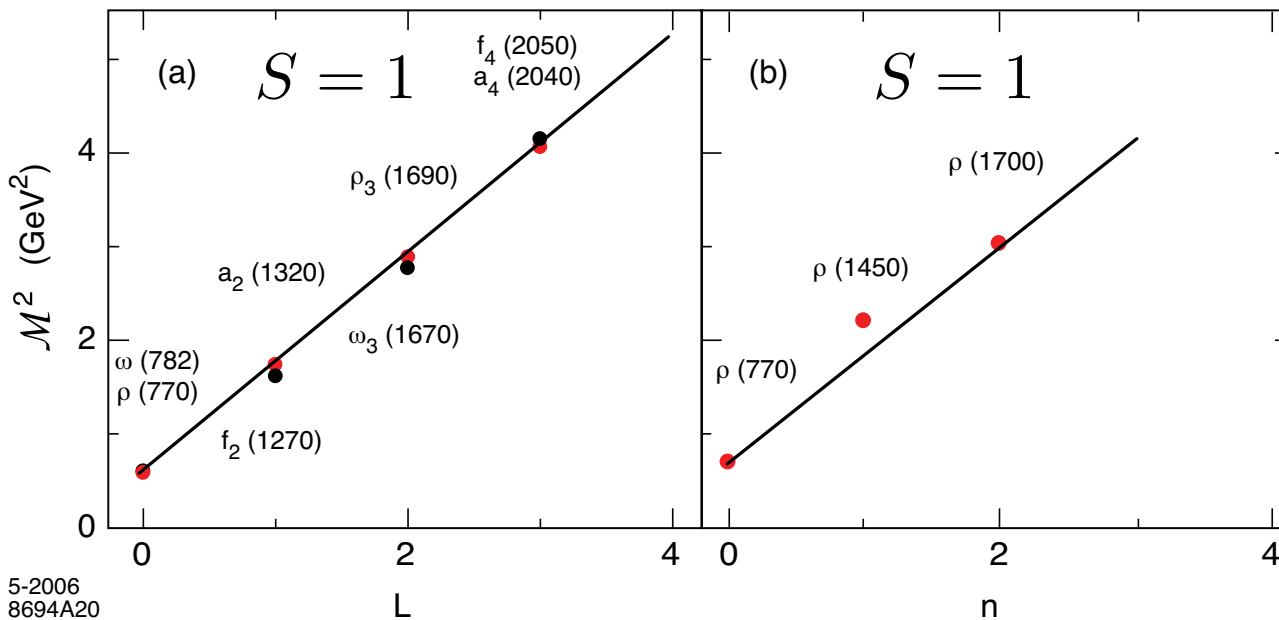 (a)
S = 1
f₄ (2050)
a₄ (2040)
ρ₃ (1690)
a₂ (1320)
ω₃ (1670)
ω (782)
ρ (770)
f₂ (1270)
ℳ² (GeV²)
4
2
0
0
2
4
L
(b)
S = 1
ρ (1700)
ρ (1450)
ρ (770)
0
2
4
n
5-2006
8694A20